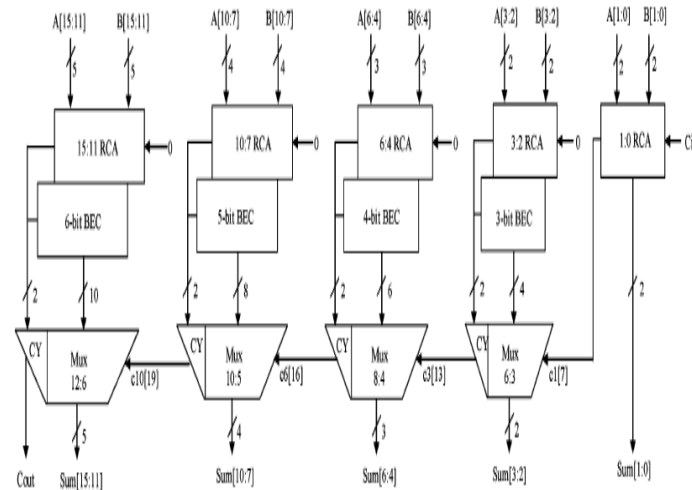 A[15:11] B[15:11] A[10:7] B[10:7] A[6:4] B[6:4] A[3:2] B[3:2] A[1:0] B[1:0]
5 5 4 4 3 3 2 2 2 2
15:11 RCA 0 10:7 RCA 0 6:4 RCA 0 3:2 RCA 0 1:0 RCA
6-bit BEC 5-bit BEC 4-bit BEC 3-bit BEC
2 10 2 8 2 6 2 4 2
CY Mux CY Mux CY Mux CY Mux
12:6 c10[19] 10:5 c6[16] 8:4 c3[13] 6:3 c1[7]
5 4 3 2
Cout Sum[15:11] Sum[10:7] Sum[6:4] Sum[3:2] Sum[1:0]